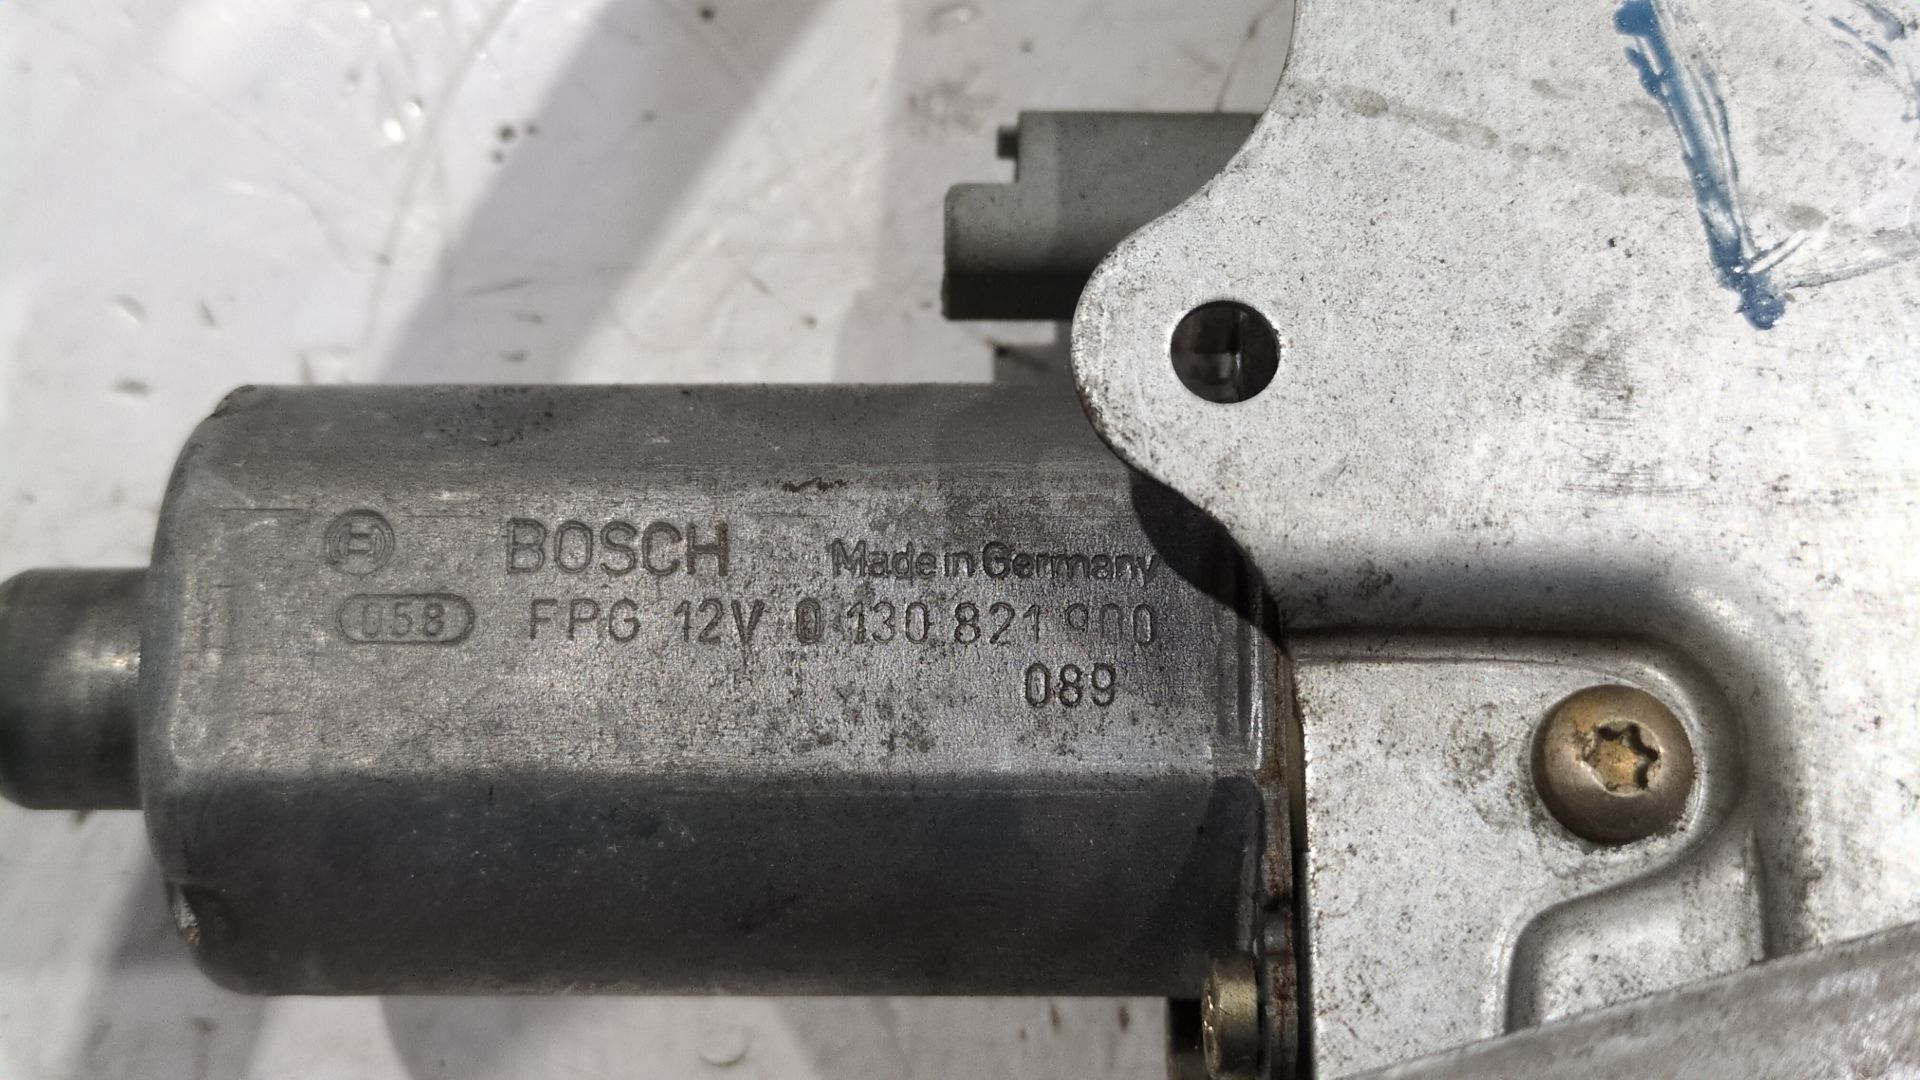 BOSCH Made in Germany
058 FPG 12V 0 130 821 900
089